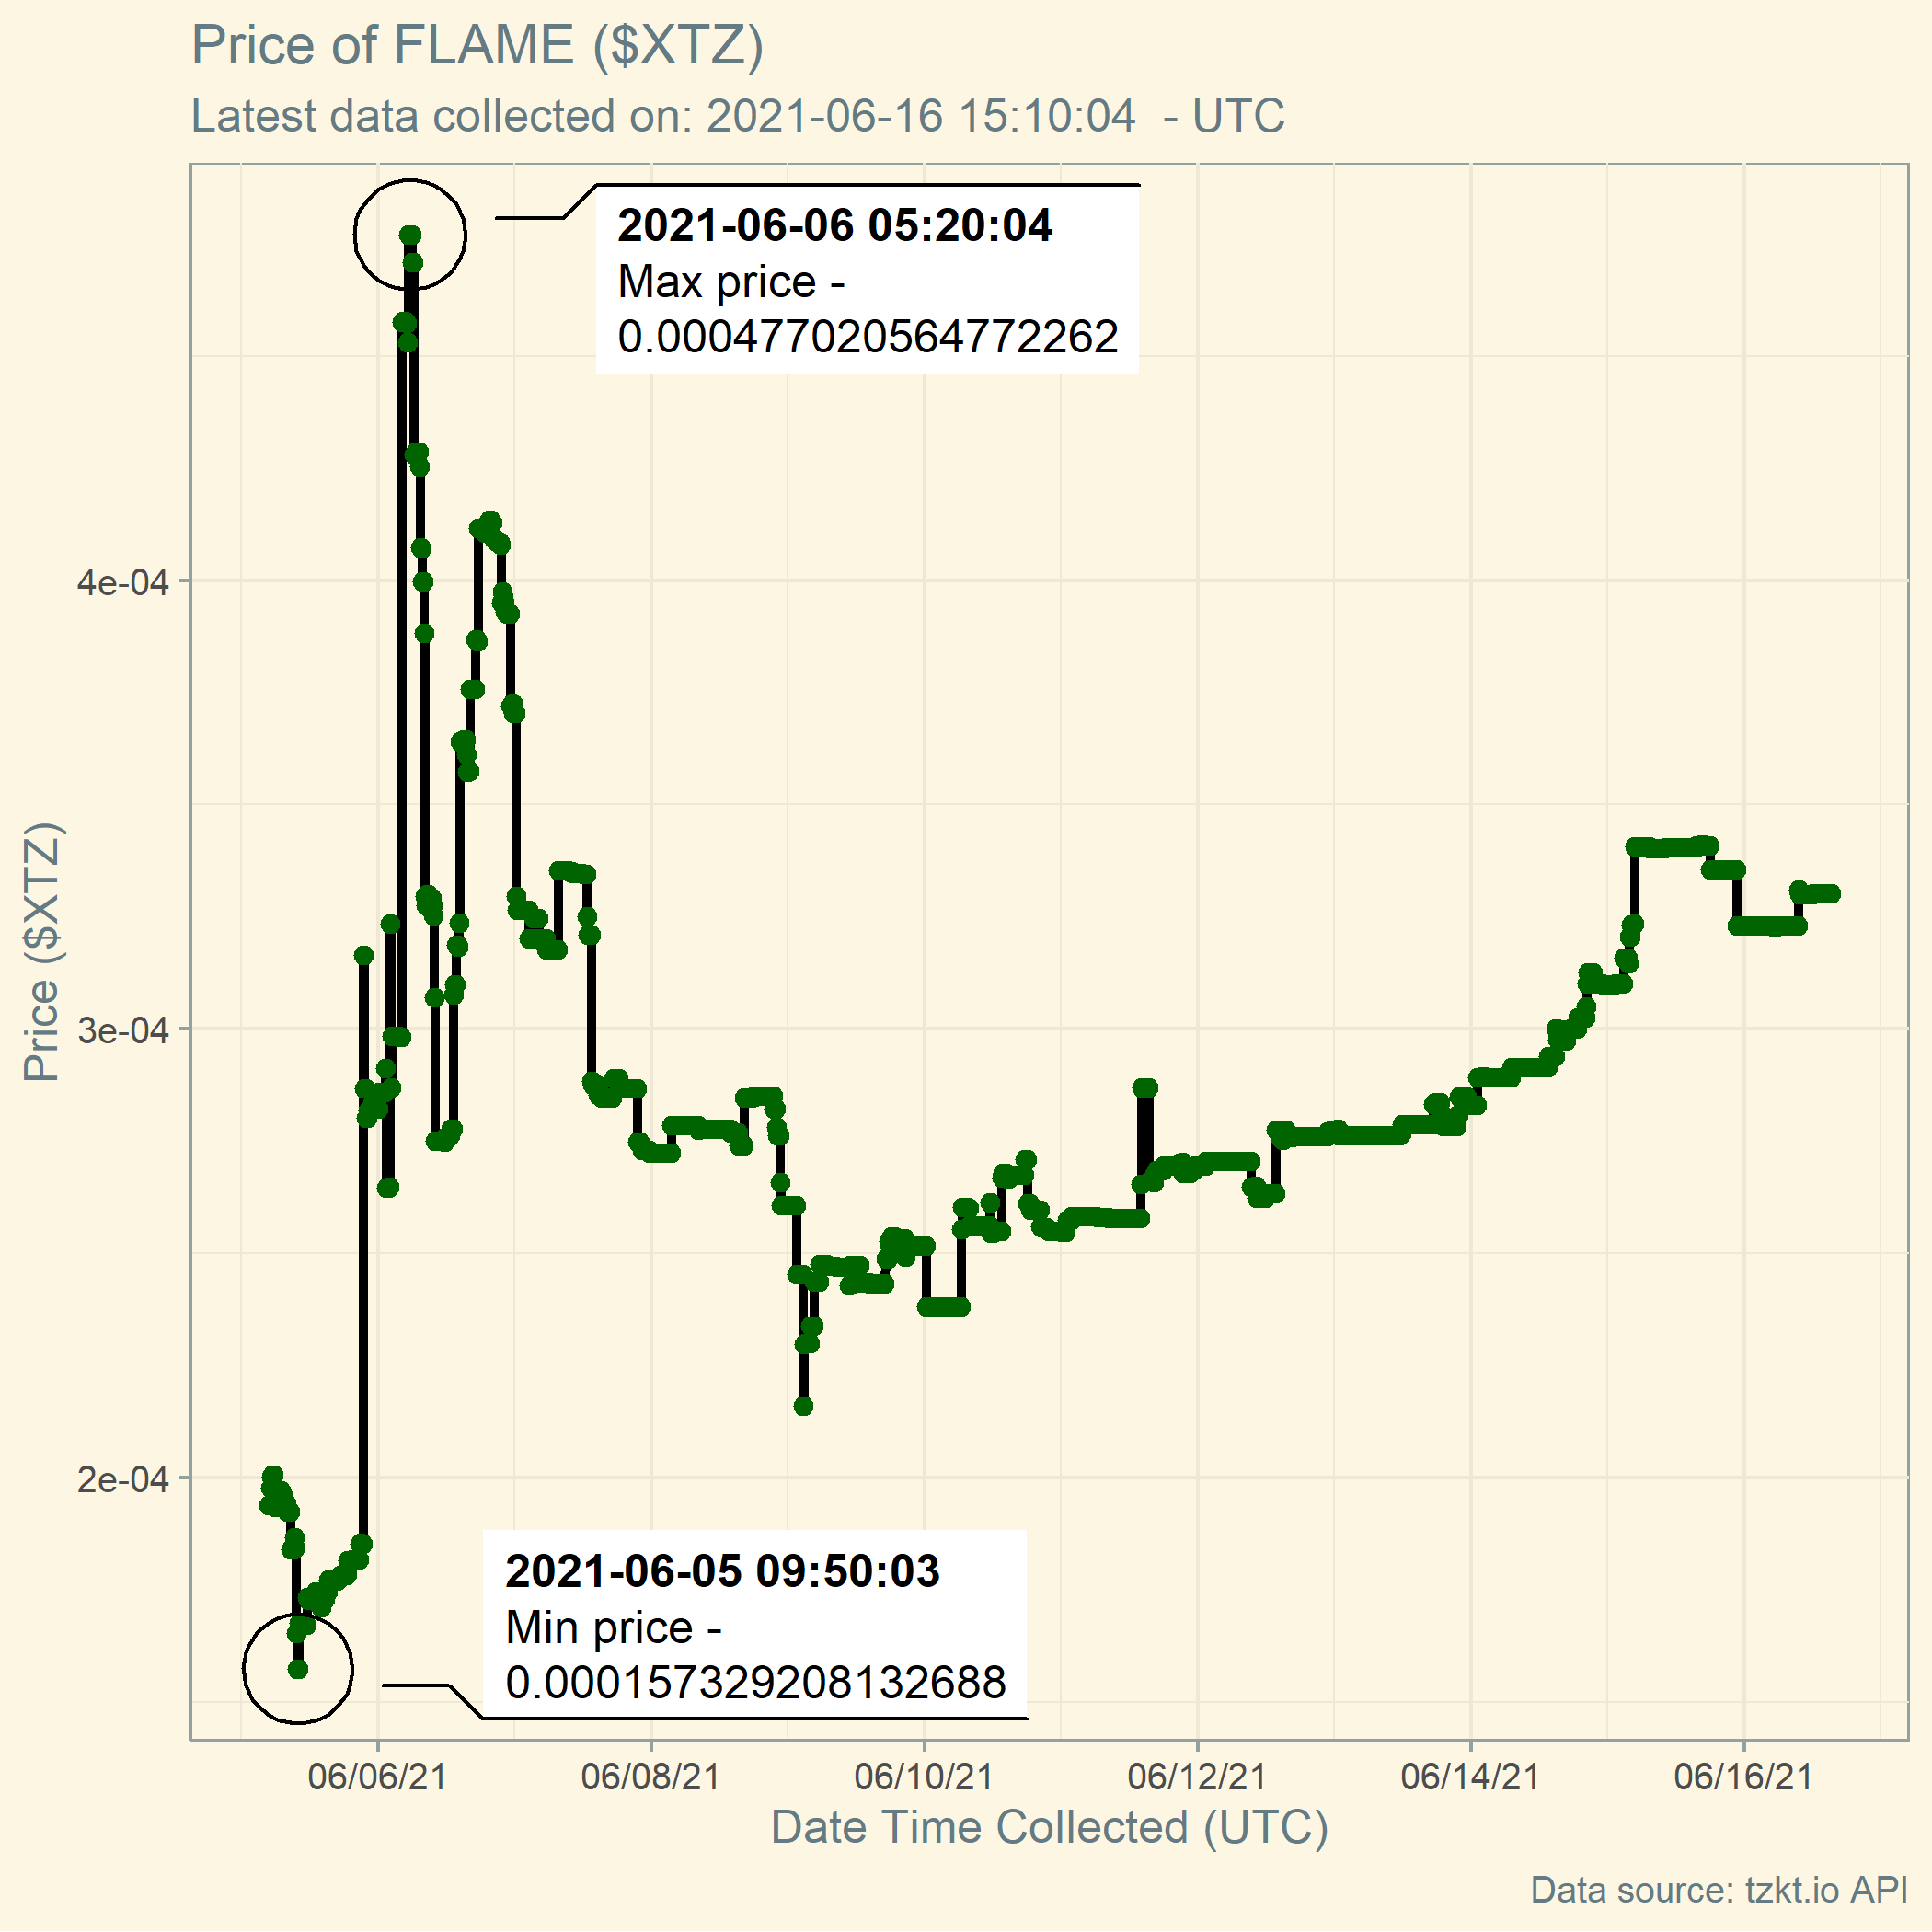 Price of FLAME ($XTZ)
Latest data collected on: 2021-06-16 15:10:04  - UTC
2021-06-06 05:20:04
Max price -
0.000477020564772262
4e-04
3e-04
2e-04
Price ($XTZ)
2021-06-05 09:50:03
Min price -
0.000157329208132688
06/06/21 06/08/21 06/10/21 06/12/21 06/14/21 06/16/21
Date Time Collected (UTC)
Data source: tzkt.io API